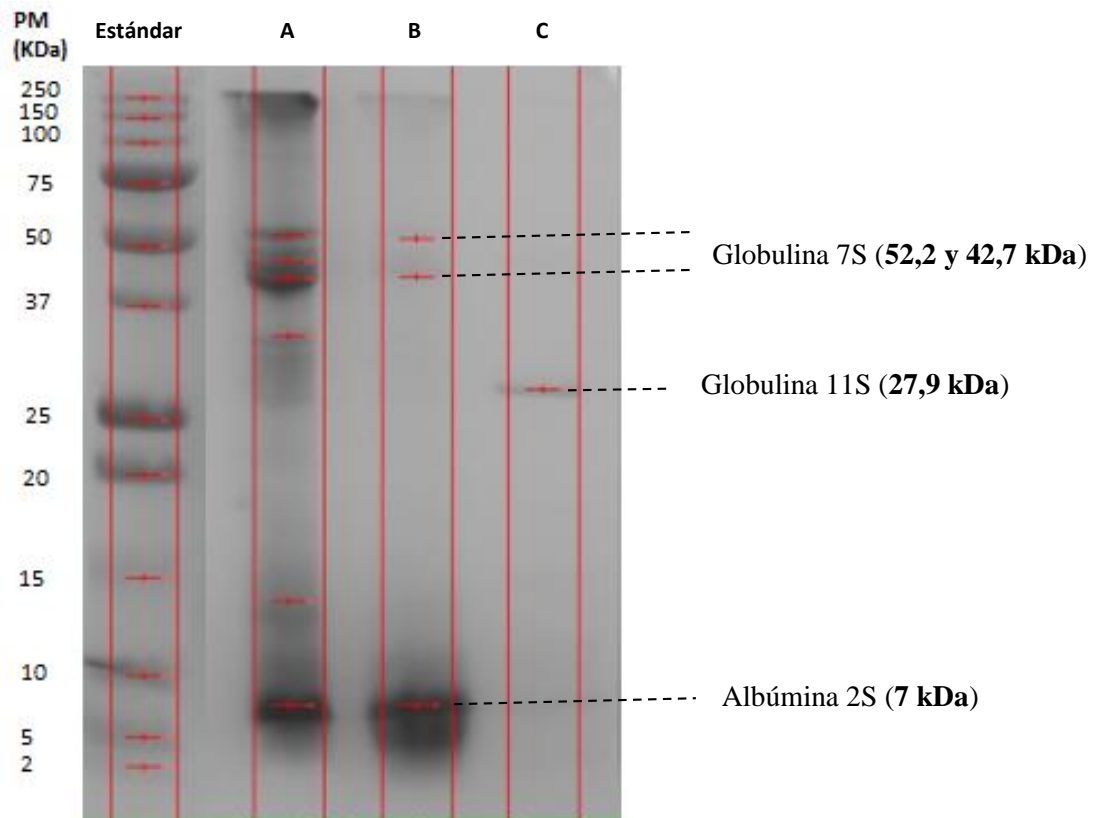 PM
(KDa)
Estándar
A
B
C
250
150
100
75
50
37
25
20
15
10
5
2
Globulina 7S (52,2 y 42,7 kDa)
Globulina 11S (27,9 kDa)
Albúmina 2S (7 kDa)